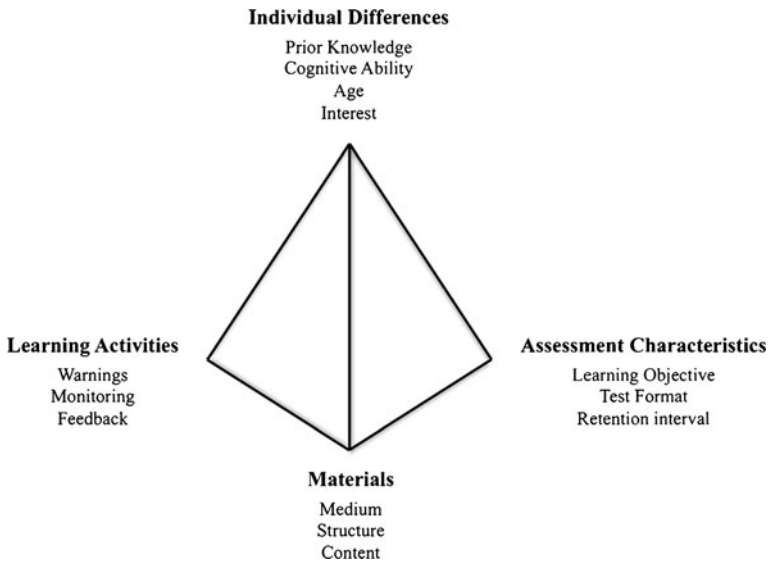 Individual Differences
Prior Knowledge
Cognitive Ability
Age
Interest
Learning Activities
Warnings
Monitoring
Feedback
Assessment Characteristics
Learning Objective
Test Format
Retention interval
Materials
Medium
Structure
Content